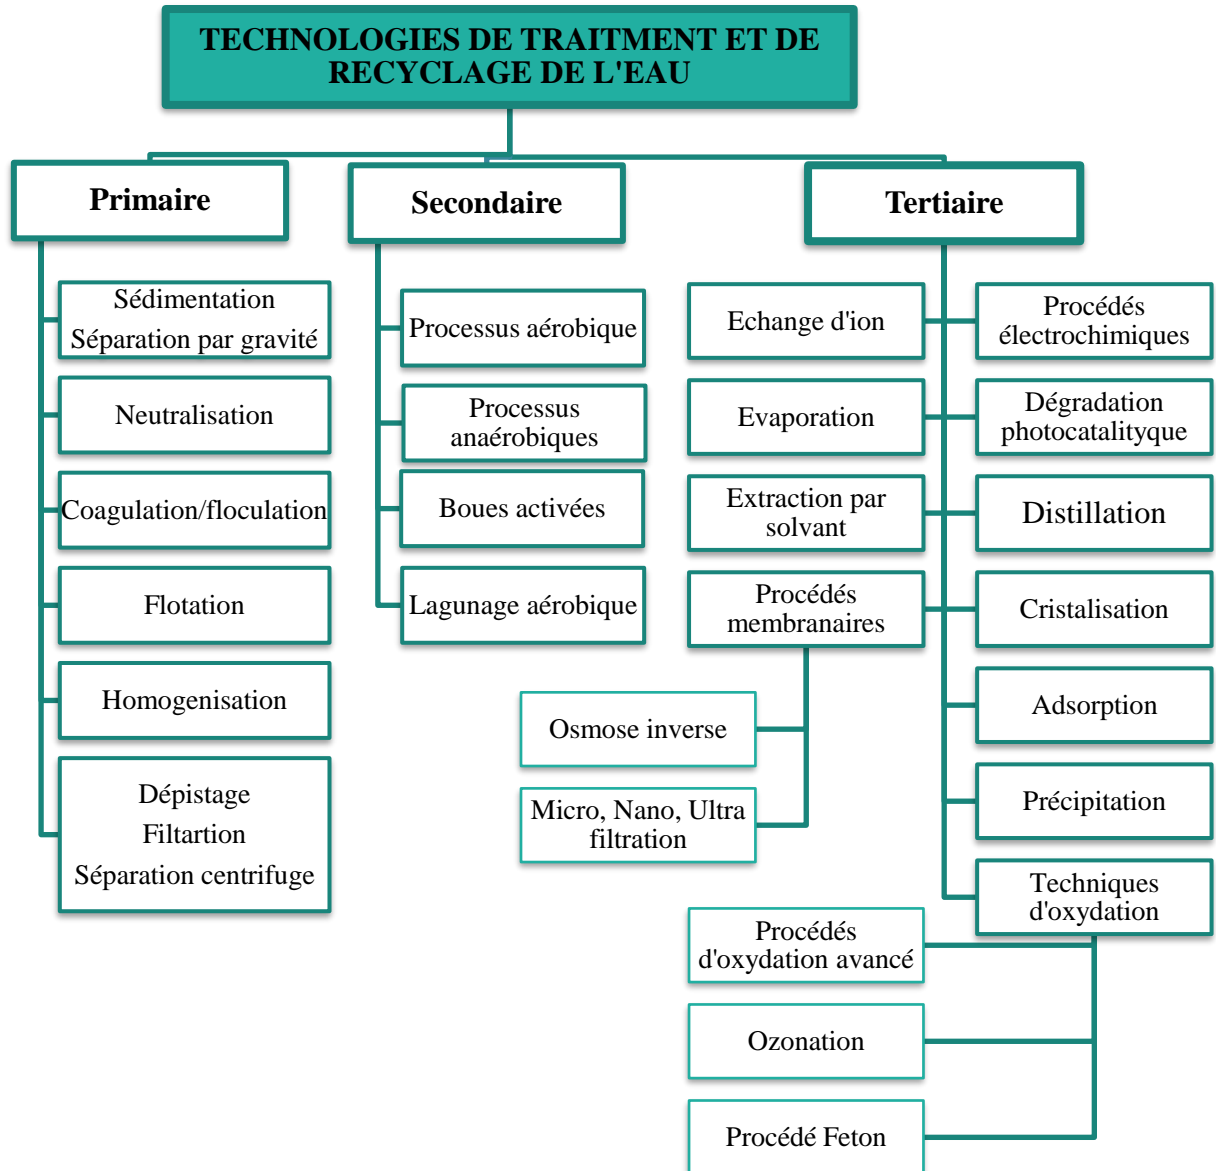 TECHNOLOGIES DE TRAITMENT ET DE
RECYCLAGE DE L'EAU
Primaire
Sédimentation
Séparation par gravité
Neutralisation
Coagulation/floculation
Flotation
Homogenisation
Dépistage
Filtartion
Séparation centrifuge
Secondaire
Processus aérobique
Processus
anaérobiques
Boues activées
Lagunage aérobique
Tertiaire
Echange d'ion
Evaporation
Extraction par
solvant
Procédés
membranaires
Osmose inverse
Micro, Nano, Ultra
filtration
Procédés
électrochimiques
Dégradation
photocatalityque
Distillation
Cristalisation
Adsorption
Précipitation
Techniques
d'oxydation
Procédés
d'oxydation avancé
Ozonation
Procédé Feton